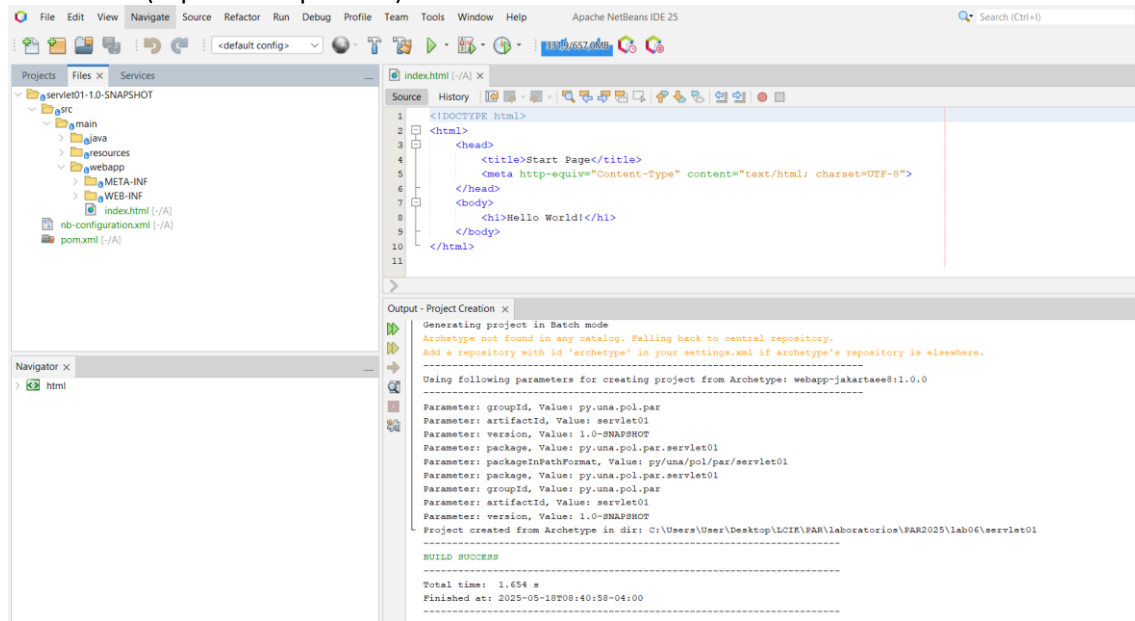 File Edit View Navigate Source Refactor Run Debug Profile Team Tools Window Help Apache NetBeans IDE 25 Search (Ctrl+I)
<default config>
Projects Files Services
servlet01-1.0-SNAPSHOT
src
main
java
resources
webapp
META-INF
WEB-INF
index.html [-/A]
nb-configuration.xml [-/A]
pom.xml [-/A]
Navigator
html
index.html [-/A]
Source History
1 <!DOCTYPE html>
2 <html>
3 <head>
4 <title>Start Page</title>
5 <meta http-equiv="Content-Type" content="text/html; charset=UTF-8">
6 </head>
7 <body>
8 <h1>Hello World!</h1>
9 </body>
10 </html>
11
Output - Project Creation
Generating project in Batch mode
Archetype not found in any catalog. Falling back to central repository.
Add a repository with id 'archetype' in your settings.xml if archetype's repository is elsewhere.
------------------------------------------------------------------------
Using following parameters for creating project from Archetype: webapp-jakartaee8:1.0.0
------------------------------------------------------------------------
Parameter: groupId, Value: py.una.pol.par
Parameter: artifactId, Value: servlet01
Parameter: version, Value: 1.0-SNAPSHOT
Parameter: package, Value: py.una.pol.par.servlet01
Parameter: packageInPathFormat, Value: py/una/pol/par/servlet01
Parameter: package, Value: py.una.pol.par.servlet01
Parameter: groupId, Value: py.una.pol.par
Parameter: artifactId, Value: servlet01
Parameter: version, Value: 1.0-SNAPSHOT
Project created from Archetype in dir: C:\Users\User\Desktop\LCIK\PAR\laboratorios\PAR2025\lab06\servlet01
------------------------------------------------------------------------
BUILD SUCCESS
------------------------------------------------------------------------
Total time: 1.654 s
Finished at: 2025-05-18T08:40:58-04:00
------------------------------------------------------------------------